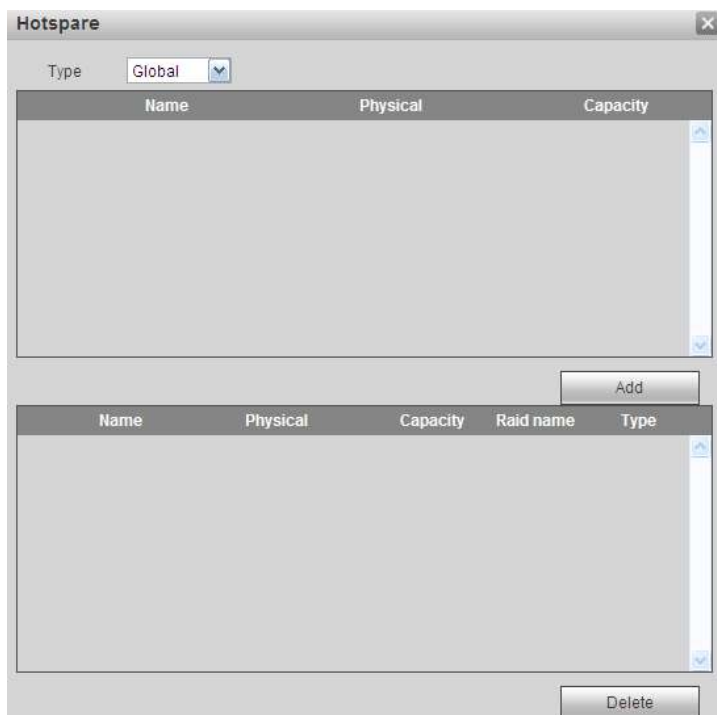 Hotspare
Type Global
Name Physical Capacity
Add
Name Physical Capacity Raid name Type
Delete